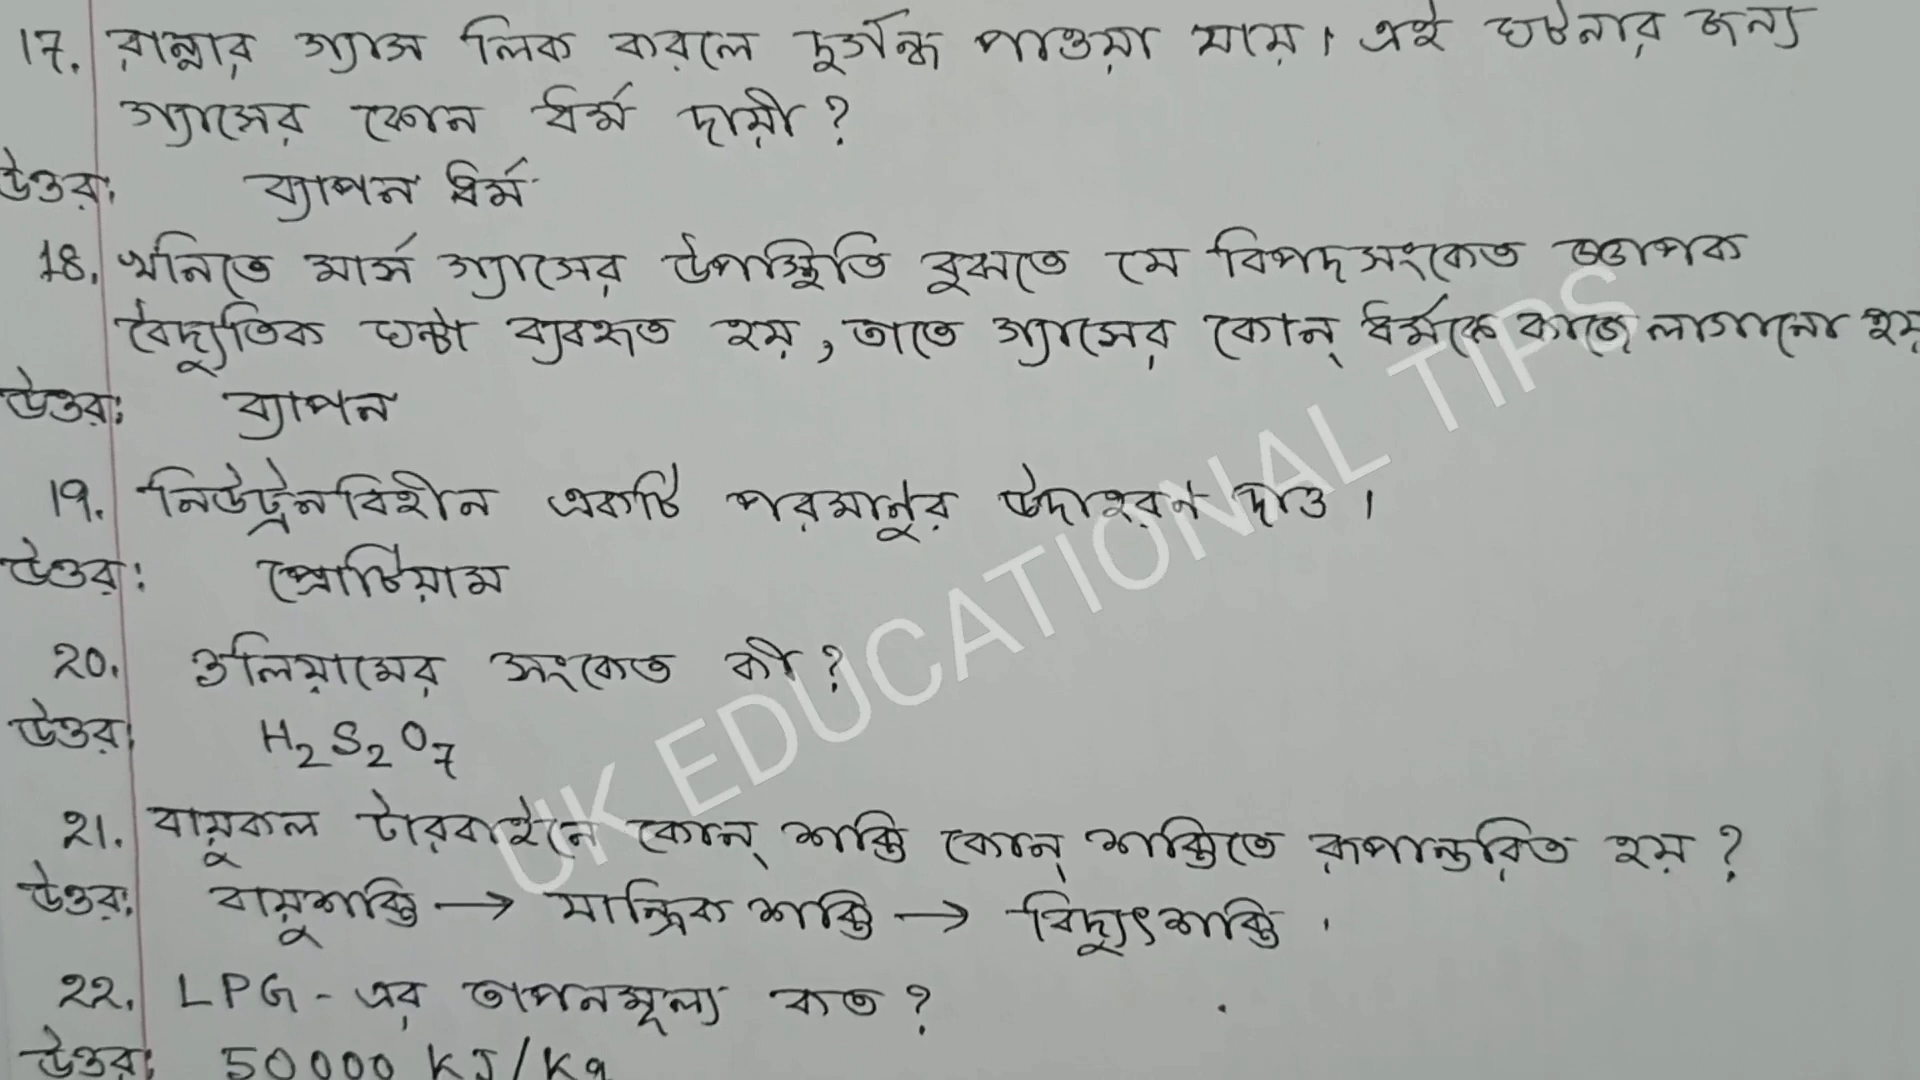 17. রান্নার গ্যাস লিক করলে দুর্গন্ধ পাওয়া যায়। এই ঘটনার জন্য
গ্যাসের কোন ধর্ম দায়ী?
উত্তর: ব্যাপন ধর্ম
18. খনিতে মার্স গ্যাসের উপস্থিতি বুঝতে যে বিপদসংকেত জ্ঞাপক
বৈদ্যুতিক ঘন্টা ব্যবহৃত হয়, তাতে গ্যাসের কোন্ ধর্মকে কাজে লাগানো হয়
উত্তর: ব্যাপন
19. নিউট্রনবিহীন একটি পরমানুর উদাহরণ দাও।
উত্তর: প্রোটিয়াম
20. ওলিয়ামের সংকেত কী?
উত্তর: H₂S₂O₇
21. বায়ুকল টারবাইনে কোন্ শক্তি কোন্ শক্তিতে রূপান্তরিত হয়?
উত্তর: বায়ুশক্তি → যান্ত্রিক শক্তি → বিদ্যুৎশক্তি।
22. LPG-এর তাপনমূল্য কত?
উত্তর: 50000 KJ/Kg
UK EDUCATIONAL TIPS